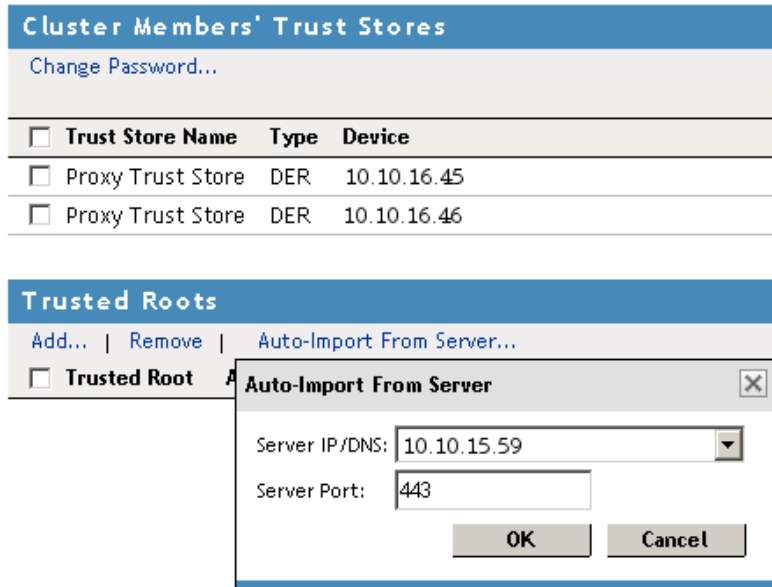 Cluster Members' Trust Stores
Change Password...
Trust Store Name Type Device
Proxy Trust Store DER 10.10.16.45
Proxy Trust Store DER 10.10.16.46
Trusted Roots
Add... | Remove | Auto-Import From Server...
Trusted Root
Auto-Import From Server
Server IP/DNS: 10.10.15.59
Server Port: 443
OK Cancel